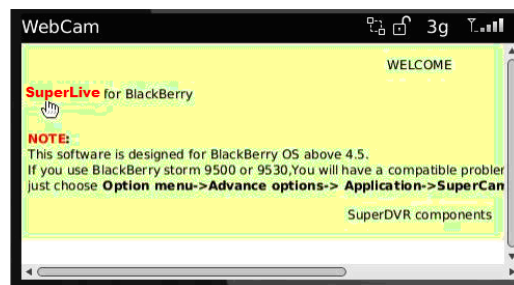 WebCam 3g
WELCOME
SuperLive for BlackBerry
NOTE:
This software is designed for BlackBerry OS above 4.5.
If you use BlackBerry storm 9500 or 9530,You will have a compatible probler
just choose Option menu->Advance options-> Application->SuperCam
SuperDVR components